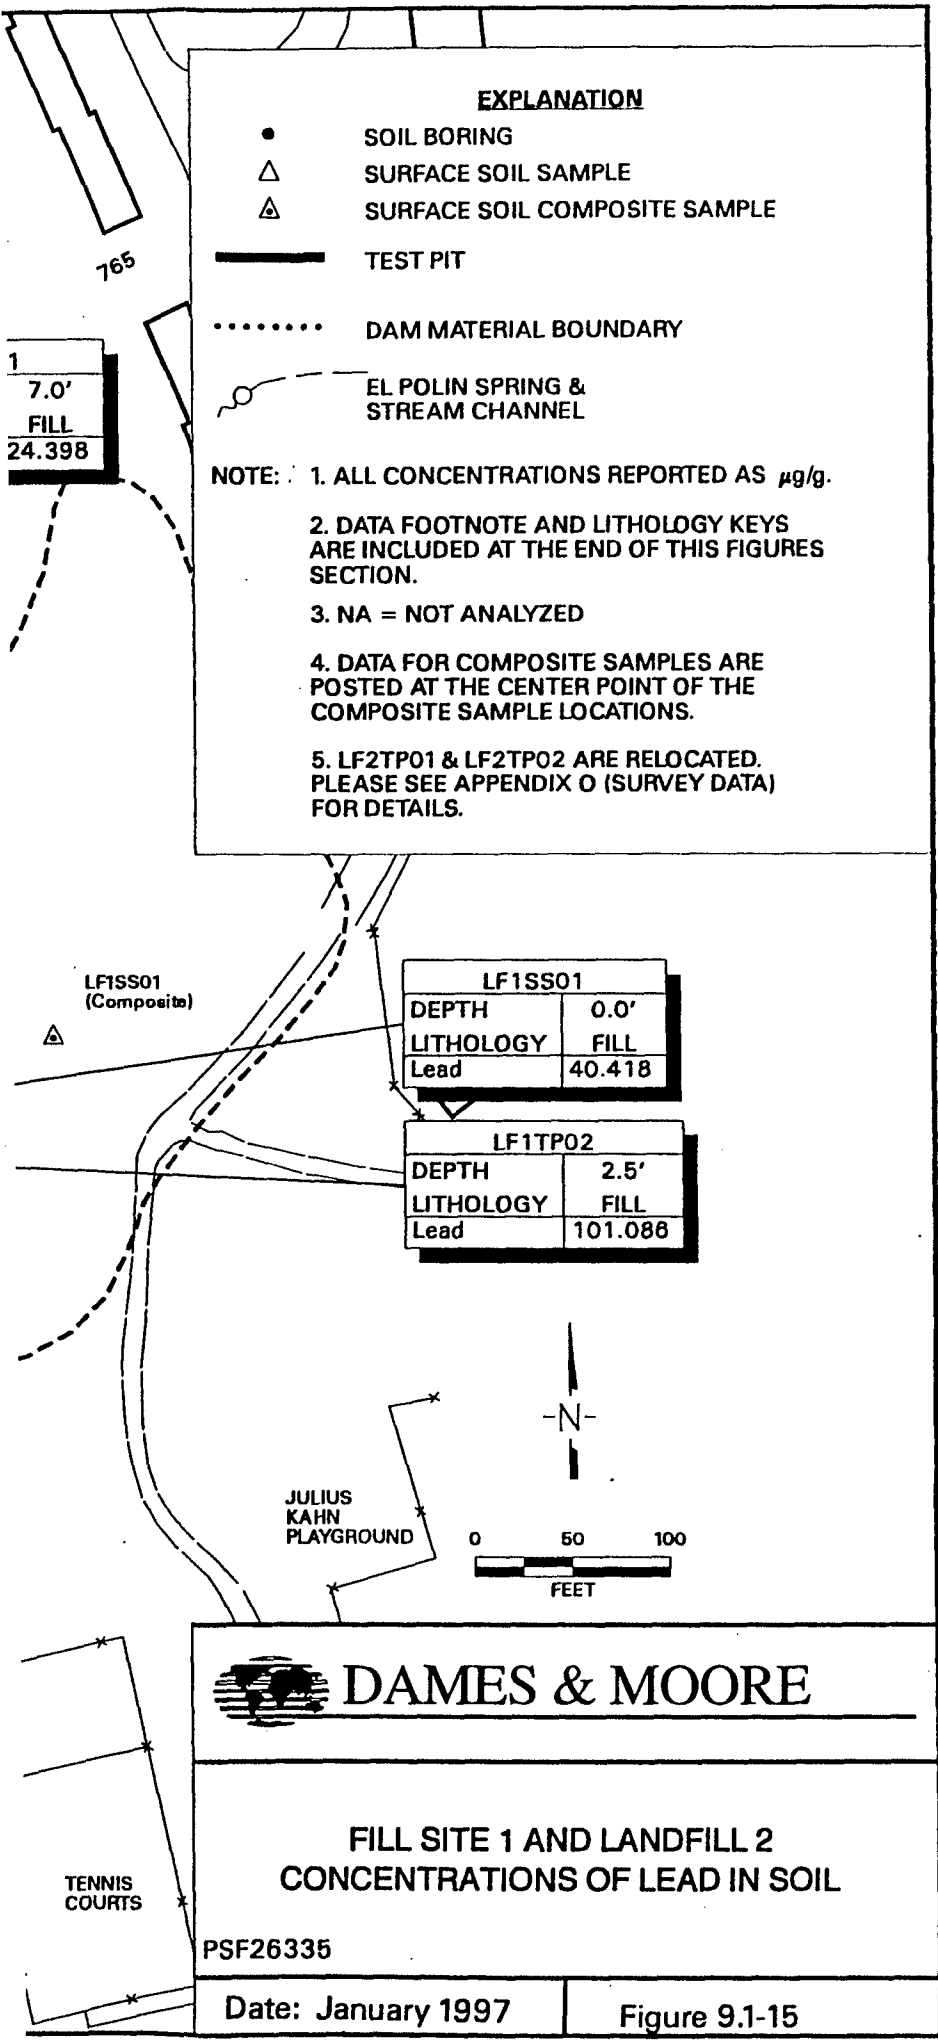 EXPLANATION
SOIL BORING
SURFACE SOIL SAMPLE
SURFACE SOIL COMPOSITE SAMPLE
TEST PIT
DAM MATERIAL BOUNDARY
EL POLIN SPRING &
STREAM CHANNEL
NOTE: 1. ALL CONCENTRATIONS REPORTED AS µg/g.
2. DATA FOOTNOTE AND LITHOLOGY KEYS
ARE INCLUDED AT THE END OF THIS FIGURES
SECTION.
3. NA = NOT ANALYZED
4. DATA FOR COMPOSITE SAMPLES ARE
POSTED AT THE CENTER POINT OF THE
COMPOSITE SAMPLE LOCATIONS.
5. LF2TP01 & LF2TP02 ARE RELOCATED.
PLEASE SEE APPENDIX O (SURVEY DATA)
FOR DETAILS.
765
1
7.0'
FILL
24.398
LF1SS01
(Composite)
LF1SS01
DEPTH 0.0'
LITHOLOGY FILL
Lead 40.418
LF1TP02
DEPTH 2.5'
LITHOLOGY FILL
Lead 101.086
-N-
JULIUS
KAHN
PLAYGROUND
0 50 100
FEET
TENNIS
COURTS
DAMES & MOORE
FILL SITE 1 AND LANDFILL 2
CONCENTRATIONS OF LEAD IN SOIL
PSF26335
Date: January 1997
Figure 9.1-15